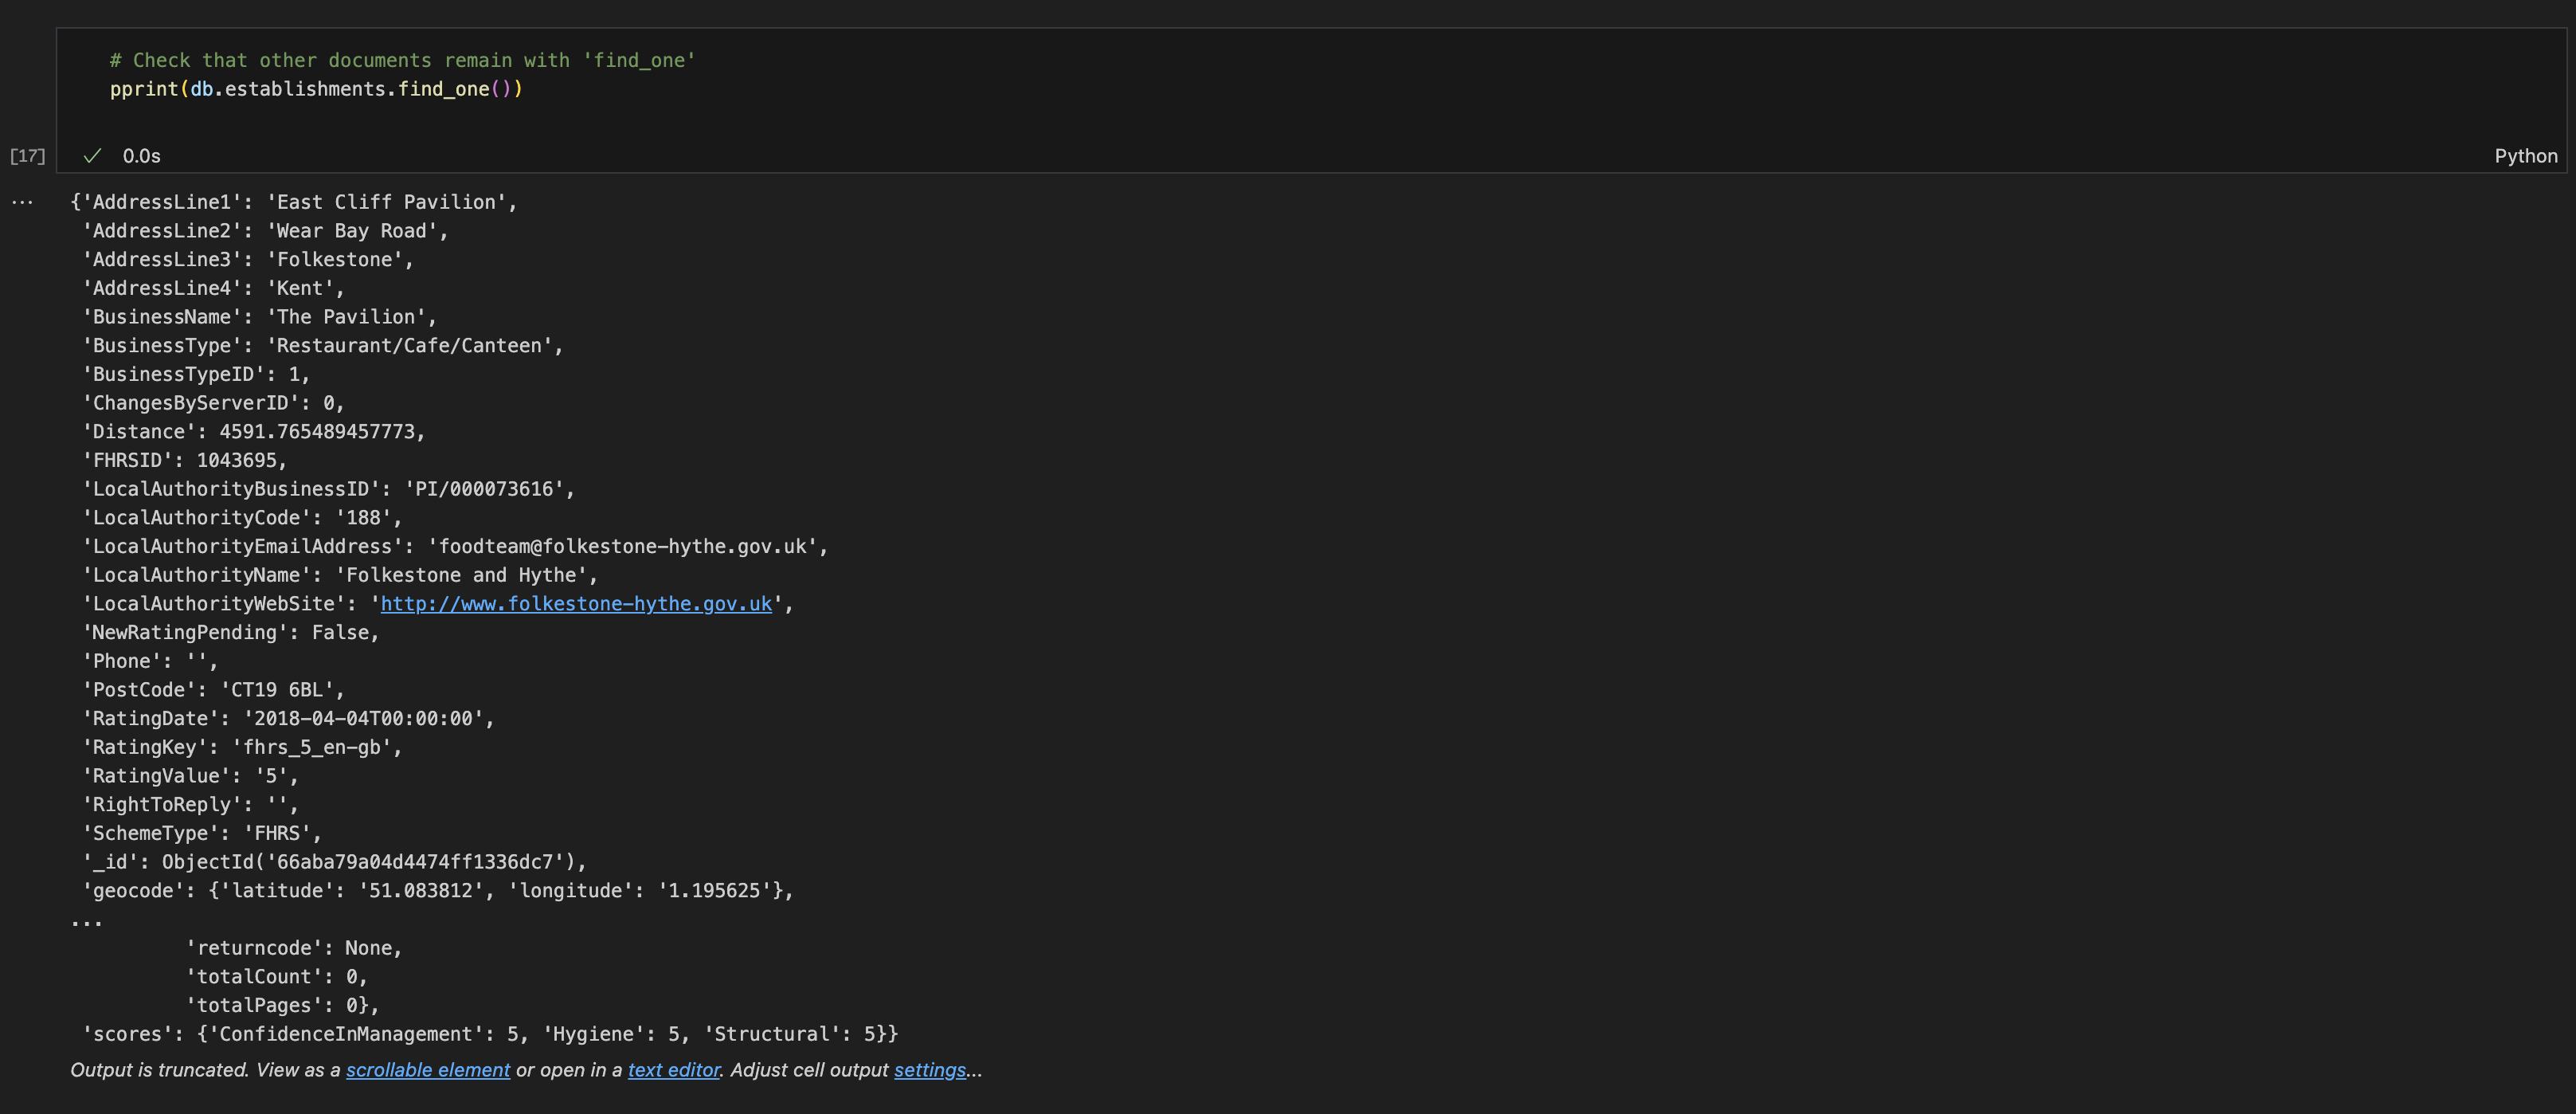 # Check that other documents remain with 'find_one'
pprint(db.establishments.find_one())
[17] ✓ 0.0s Python
... {'AddressLine1': 'East Cliff Pavilion',
'AddressLine2': 'Wear Bay Road',
'AddressLine3': 'Folkestone',
'AddressLine4': 'Kent',
'BusinessName': 'The Pavilion',
'BusinessType': 'Restaurant/Cafe/Canteen',
'BusinessTypeID': 1,
'ChangesByServerID': 0,
'Distance': 4591.765489457773,
'FHRSID': 1043695,
'LocalAuthorityBusinessID': 'PI/000073616',
'LocalAuthorityCode': '188',
'LocalAuthorityEmailAddress': 'foodteam@folkestone-hythe.gov.uk',
'LocalAuthorityName': 'Folkestone and Hythe',
'LocalAuthorityWebSite': 'http://www.folkestone-hythe.gov.uk',
'NewRatingPending': False,
'Phone': '',
'PostCode': 'CT19 6BL',
'RatingDate': '2018-04-04T00:00:00',
'RatingKey': 'fhrs_5_en-gb',
'RatingValue': '5',
'RightToReply': '',
'SchemeType': 'FHRS',
'_id': ObjectId('66aba79a04d4474ff1336dc7'),
'geocode': {'latitude': '51.083812', 'longitude': '1.195625'},
...
'returncode': None,
'totalCount': 0,
'totalPages': 0},
'scores': {'ConfidenceInManagement': 5, 'Hygiene': 5, 'Structural': 5}}
Output is truncated. View as a scrollable element or open in a text editor. Adjust cell output settings...